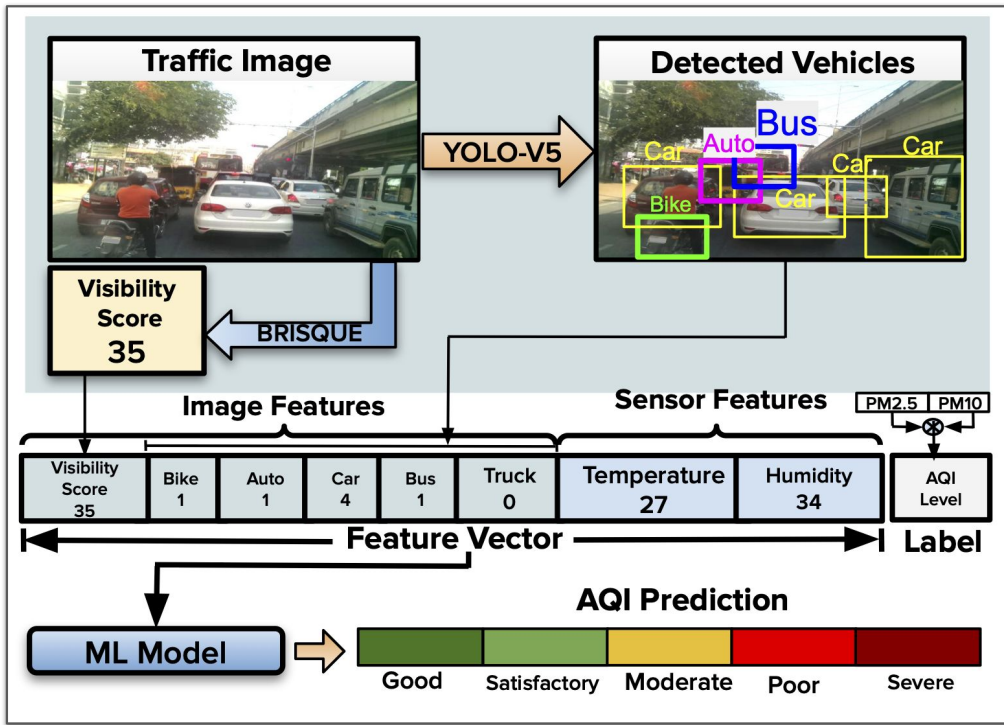 Traffic Image
Detected Vehicles
YOLO-V5
Car
Auto
Bus
Car
Car
Car
Bike
Visibility
Score
35
BRISQUE
Image Features
Sensor Features
PM2.5
PM10
Visibility
Score
35
Bike
1
Auto
1
Car
4
Bus
1
Truck
0
Temperature
27
Humidity
34
AQI
Level
Feature Vector
Label
AQI Prediction
ML Model
Good
Satisfactory
Moderate
Poor
Severe